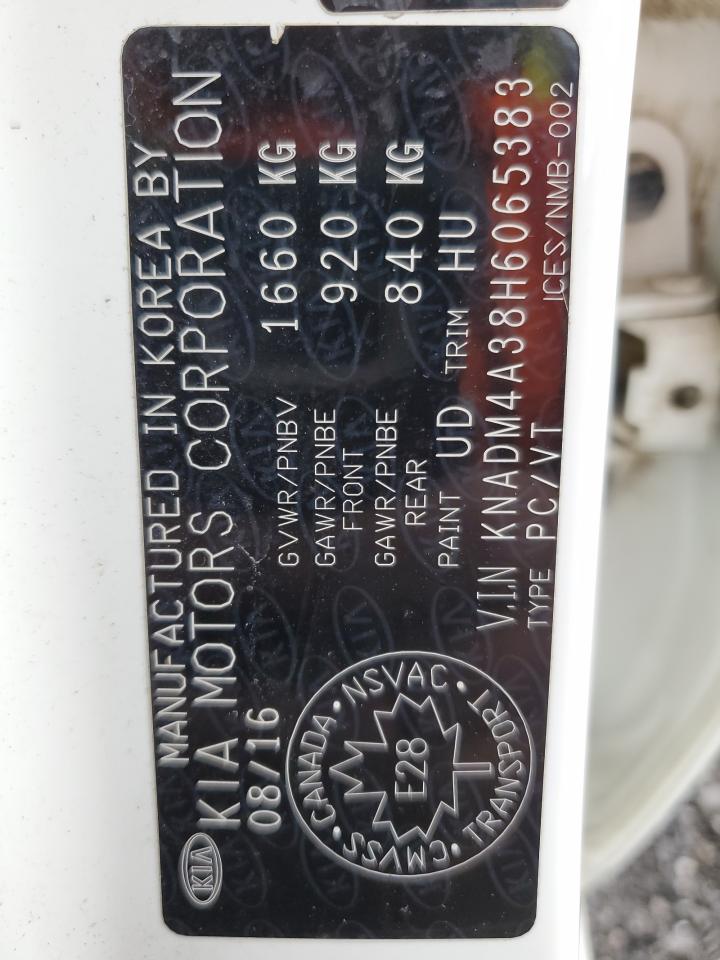 MANUFACTURED IN KOREA BY
KIA KIA MOTORS CORPORATION
08/16
GVWR/PNBV 1660 KG
GAWR/PNBE FRONT 920 KG
GAWR/PNBE REAR 840 KG
PAINT UD TRIM HU
V.I.N KNADM4A38H6065383
TYPE PC/VT ICES/NMB-002
CANADA · NSVAC · TRANSPORT · CMVSS ·
E28